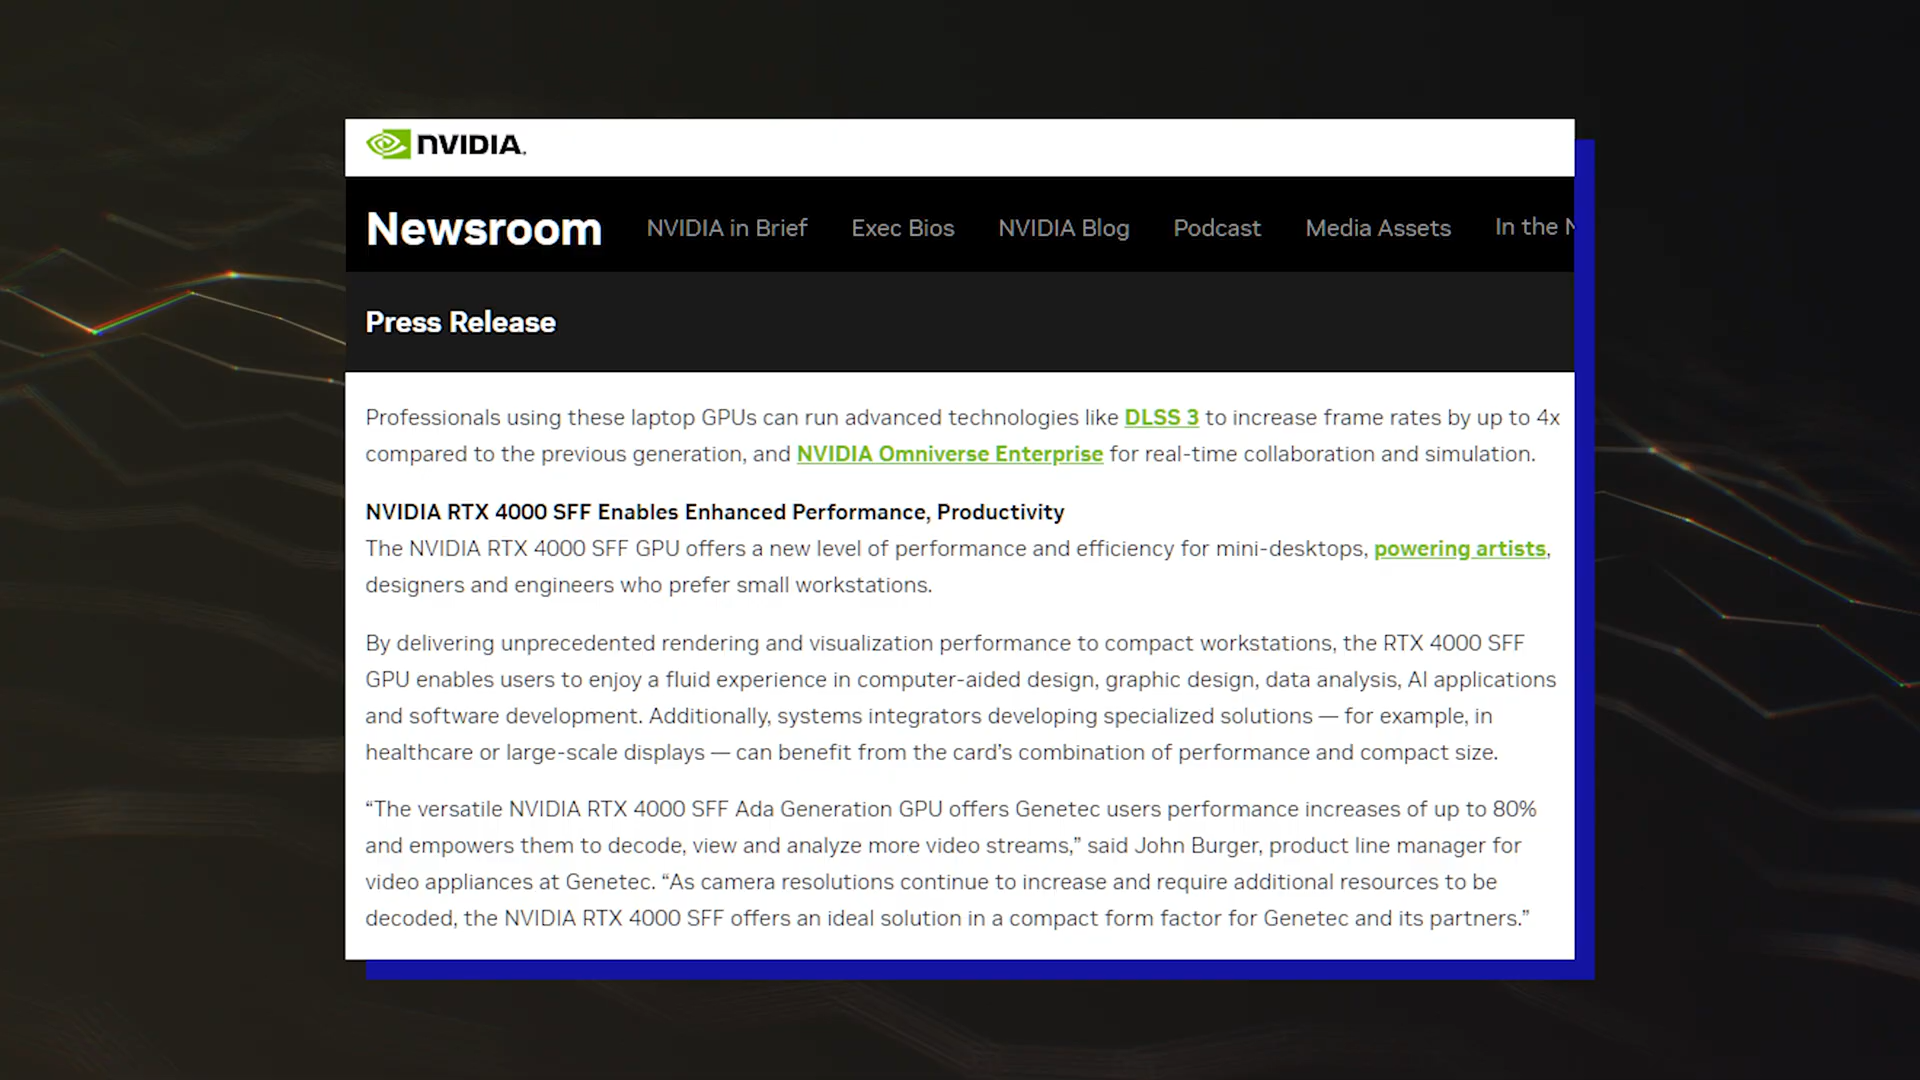 NVIDIA.
Newsroom NVIDIA in Brief Exec Bios NVIDIA Blog Podcast Media Assets In the N
Press Release
Professionals using these laptop GPUs can run advanced technologies like DLSS 3 to increase frame rates by up to 4x
compared to the previous generation, and NVIDIA Omniverse Enterprise for real-time collaboration and simulation.
NVIDIA RTX 4000 SFF Enables Enhanced Performance, Productivity
The NVIDIA RTX 4000 SFF GPU offers a new level of performance and efficiency for mini-desktops, powering artists,
designers and engineers who prefer small workstations.
By delivering unprecedented rendering and visualization performance to compact workstations, the RTX 4000 SFF
GPU enables users to enjoy a fluid experience in computer-aided design, graphic design, data analysis, AI applications
and software development. Additionally, systems integrators developing specialized solutions — for example, in
healthcare or large-scale displays — can benefit from the card’s combination of performance and compact size.
“The versatile NVIDIA RTX 4000 SFF Ada Generation GPU offers Genetec users performance increases of up to 80%
and empowers them to decode, view and analyze more video streams,” said John Burger, product line manager for
video appliances at Genetec. “As camera resolutions continue to increase and require additional resources to be
decoded, the NVIDIA RTX 4000 SFF offers an ideal solution in a compact form factor for Genetec and its partners.”